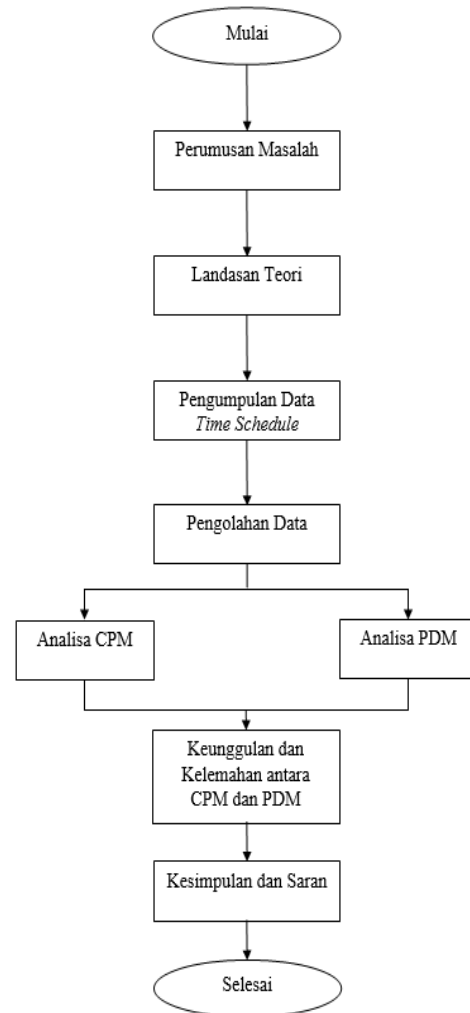 Mulai
Perumusan Masalah
Landasan Teori
Pengumpulan Data
Time Schedule
Pengolahan Data
Analisa CPM
Analisa PDM
Keunggulan dan
Kelemahan antara
CPM dan PDM
Kesimpulan dan Saran
Selesai